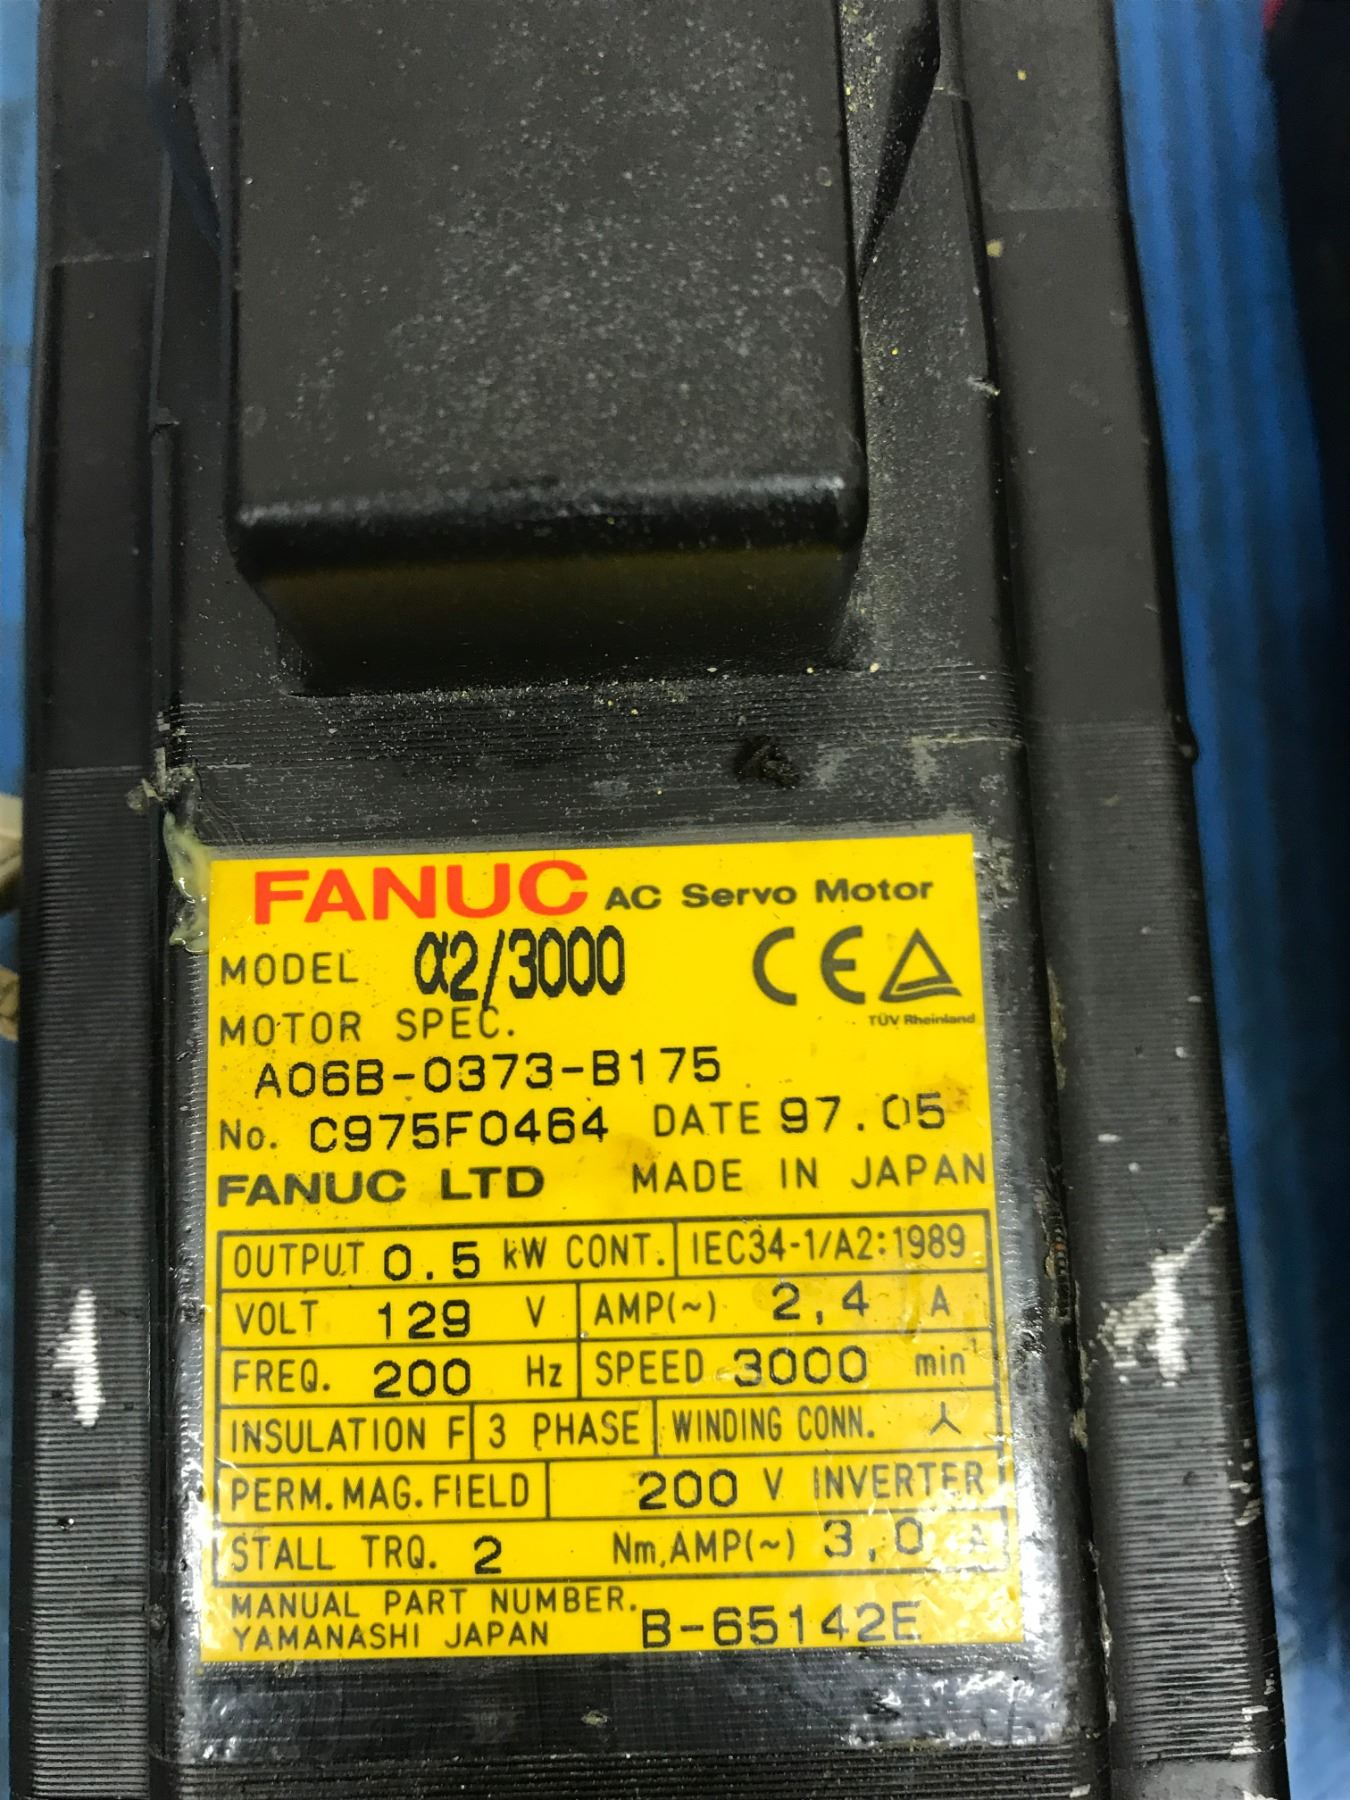 FANUC AC Servo Motor
MODEL α2/3000 CE
TÜV Rheinland
MOTOR SPEC.
A06B-0373-B175
No. C975F0464 DATE 97.05
FANUC LTD MADE IN JAPAN
OUTPUT 0.5 kW CONT. IEC34-1/A2:1989
VOLT 129 V AMP(~) 2,4 A
FREQ. 200 Hz SPEED 3000 min-1
INSULATION F 3 PHASE WINDING CONN.
PERM.MAG.FIELD 200 V INVERTER
STALL TRQ. 2 Nm,AMP(~) 3,0 A
MANUAL PART NUMBER.
YAMANASHI JAPAN B-65142E